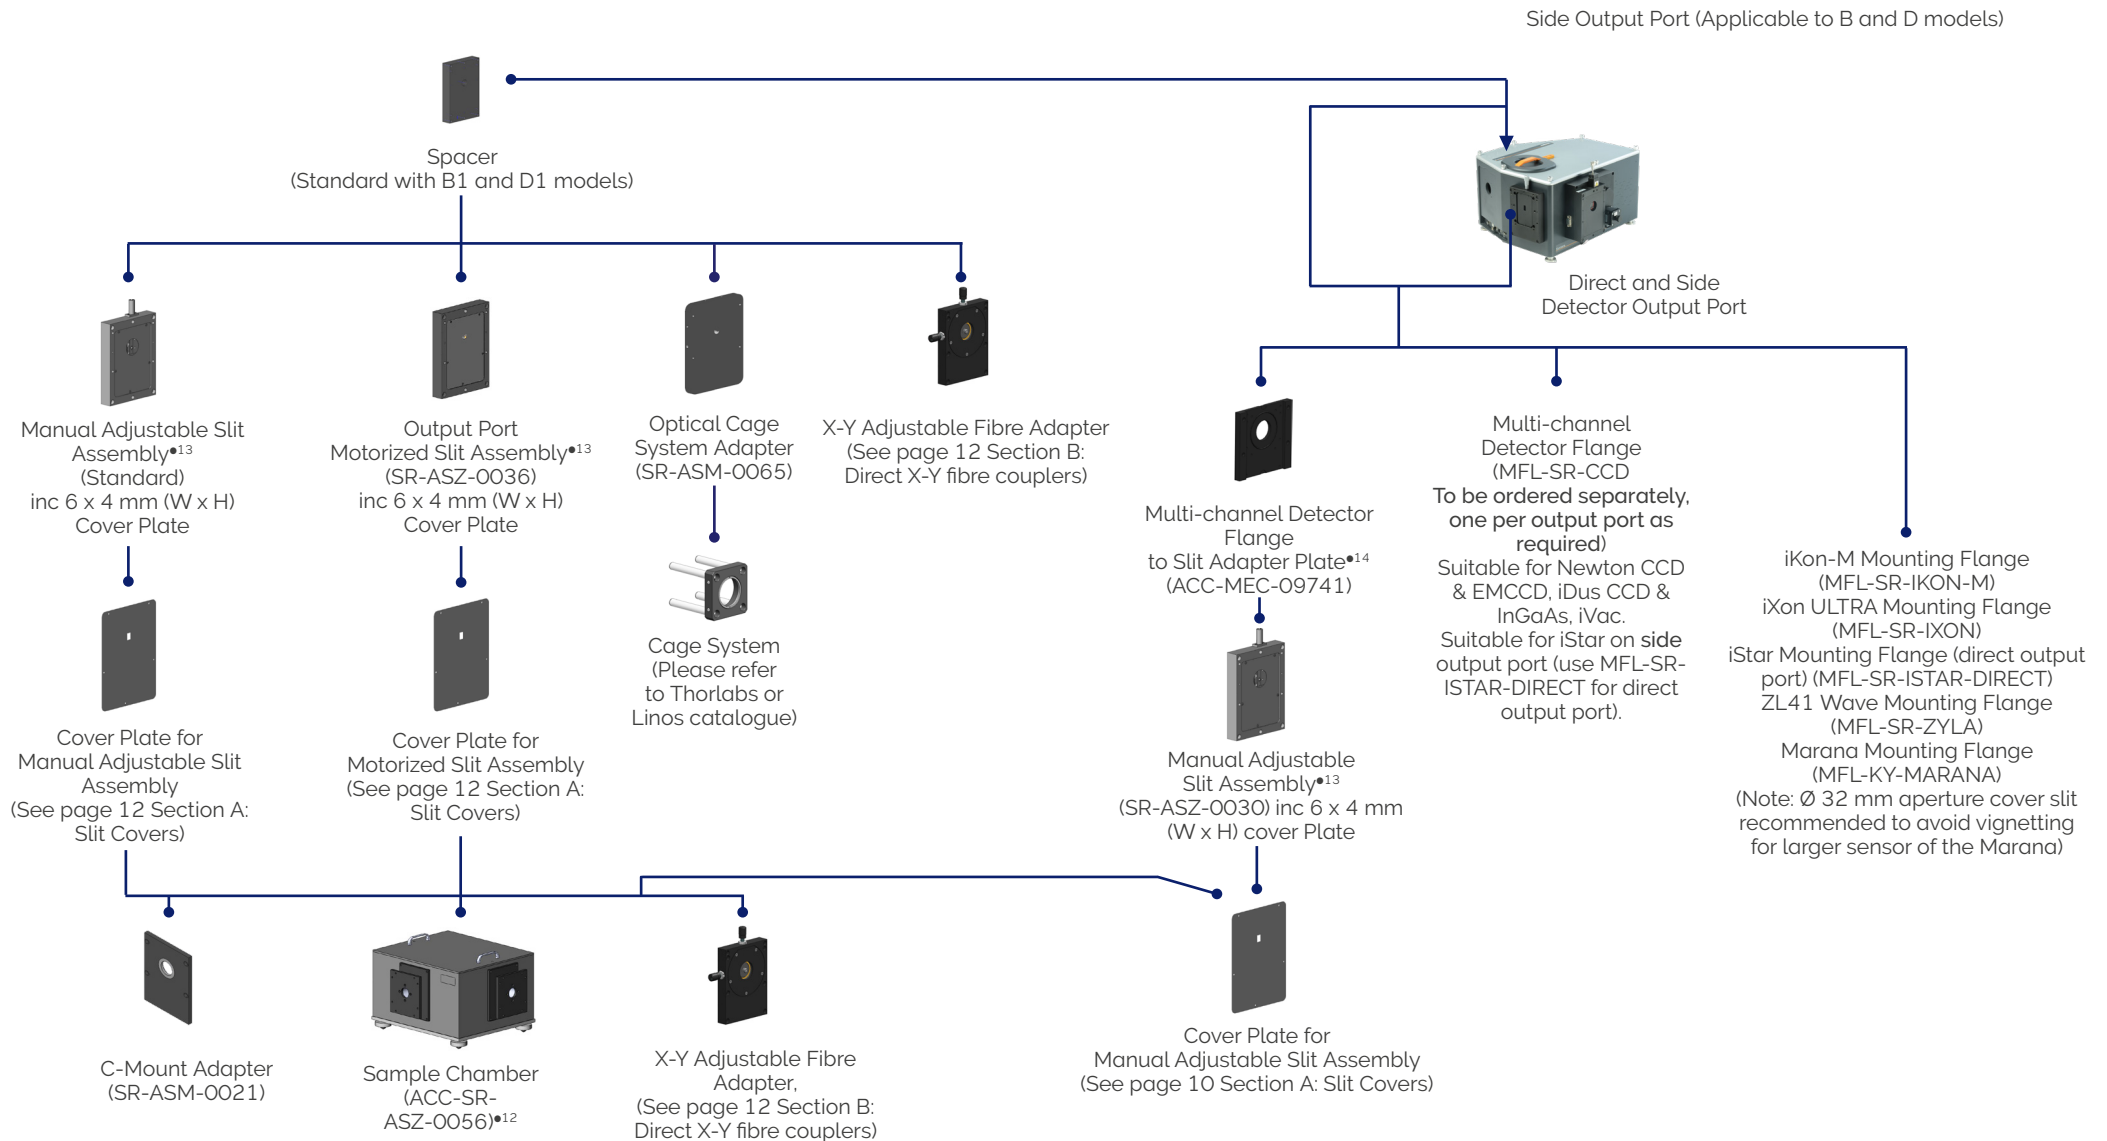 Side Output Port (Applicable to B and D models)
Spacer
(Standard with B1 and D1 models)
Direct and Side
Detector Output Port
Manual Adjustable Slit
Assembly●13
(Standard)
inc 6 x 4 mm (W x H)
Cover Plate
Output Port
Motorized Slit Assembly●13
(SR-ASZ-0036)
inc 6 x 4 mm (W x H)
Cover Plate
Optical Cage
System Adapter
(SR-ASM-0065)
X-Y Adjustable Fibre Adapter
(See page 12 Section B:
Direct X-Y fibre couplers)
Multi-channel Detector
Flange
to Slit Adapter Plate●14
(ACC-MEC-09741)
Multi-channel
Detector Flange
(MFL-SR-CCD
To be ordered separately,
one per output port as
required)
Suitable for Newton CCD
& EMCCD, iDus CCD &
InGaAs, iVac.
Suitable for iStar on side
output port (use MFL-SR-
ISTAR-DIRECT for direct
output port).
iKon-M Mounting Flange
(MFL-SR-IKON-M)
iXon ULTRA Mounting Flange
(MFL-SR-IXON)
iStar Mounting Flange (direct output
port) (MFL-SR-ISTAR-DIRECT)
ZL41 Wave Mounting Flange
(MFL-SR-ZYLA)
Marana Mounting Flange
(MFL-KY-MARANA)
(Note: Ø 32 mm aperture cover slit
recommended to avoid vignetting
for larger sensor of the Marana)
Cage System
(Please refer
to Thorlabs or
Linos catalogue)
Cover Plate for
Manual Adjustable Slit
Assembly
(See page 12 Section A:
Slit Covers)
Cover Plate for
Motorized Slit Assembly
(See page 12 Section A:
Slit Covers)
Manual Adjustable
Slit Assembly●13
(SR-ASZ-0030) inc 6 x 4 mm
(W x H) cover Plate
C-Mount Adapter
(SR-ASM-0021)
Sample Chamber
(ACC-SR-
ASZ-0056)●12
X-Y Adjustable Fibre
Adapter,
(See page 12 Section B:
Direct X-Y fibre couplers)
Cover Plate for
Manual Adjustable Slit Assembly
(See page 10 Section A: Slit Covers)